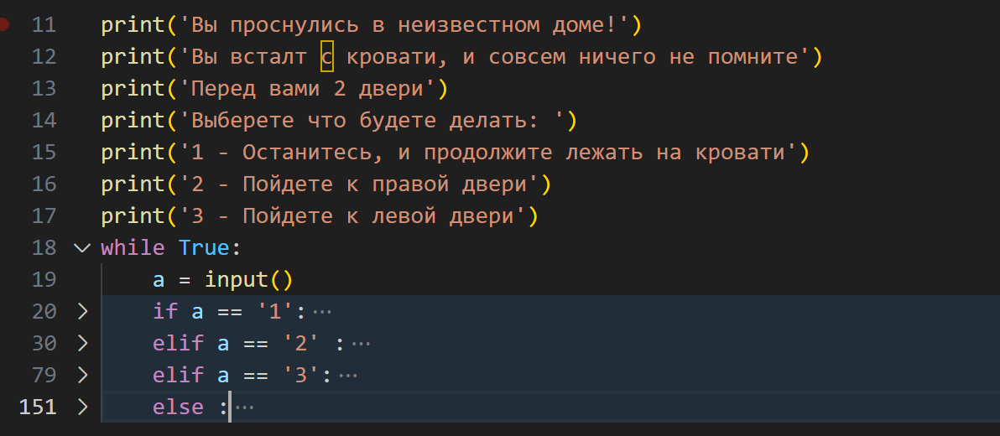 11 print('Вы проснулись в неизвестном доме!')
12 print('Вы всталт с кровати, и совсем ничего не помните')
13 print('Перед вами 2 двери')
14 print('Выберете что будете делать: ')
15 print('1 - Останитесь, и продолжите лежать на кровати')
16 print('2 - Пойдете к правой двери')
17 print('3 - Пойдете к левой двери')
18 while True:
19 a = input()
20 if a == '1':···
30 elif a == '2' :···
79 elif a == '3':···
151 else :···